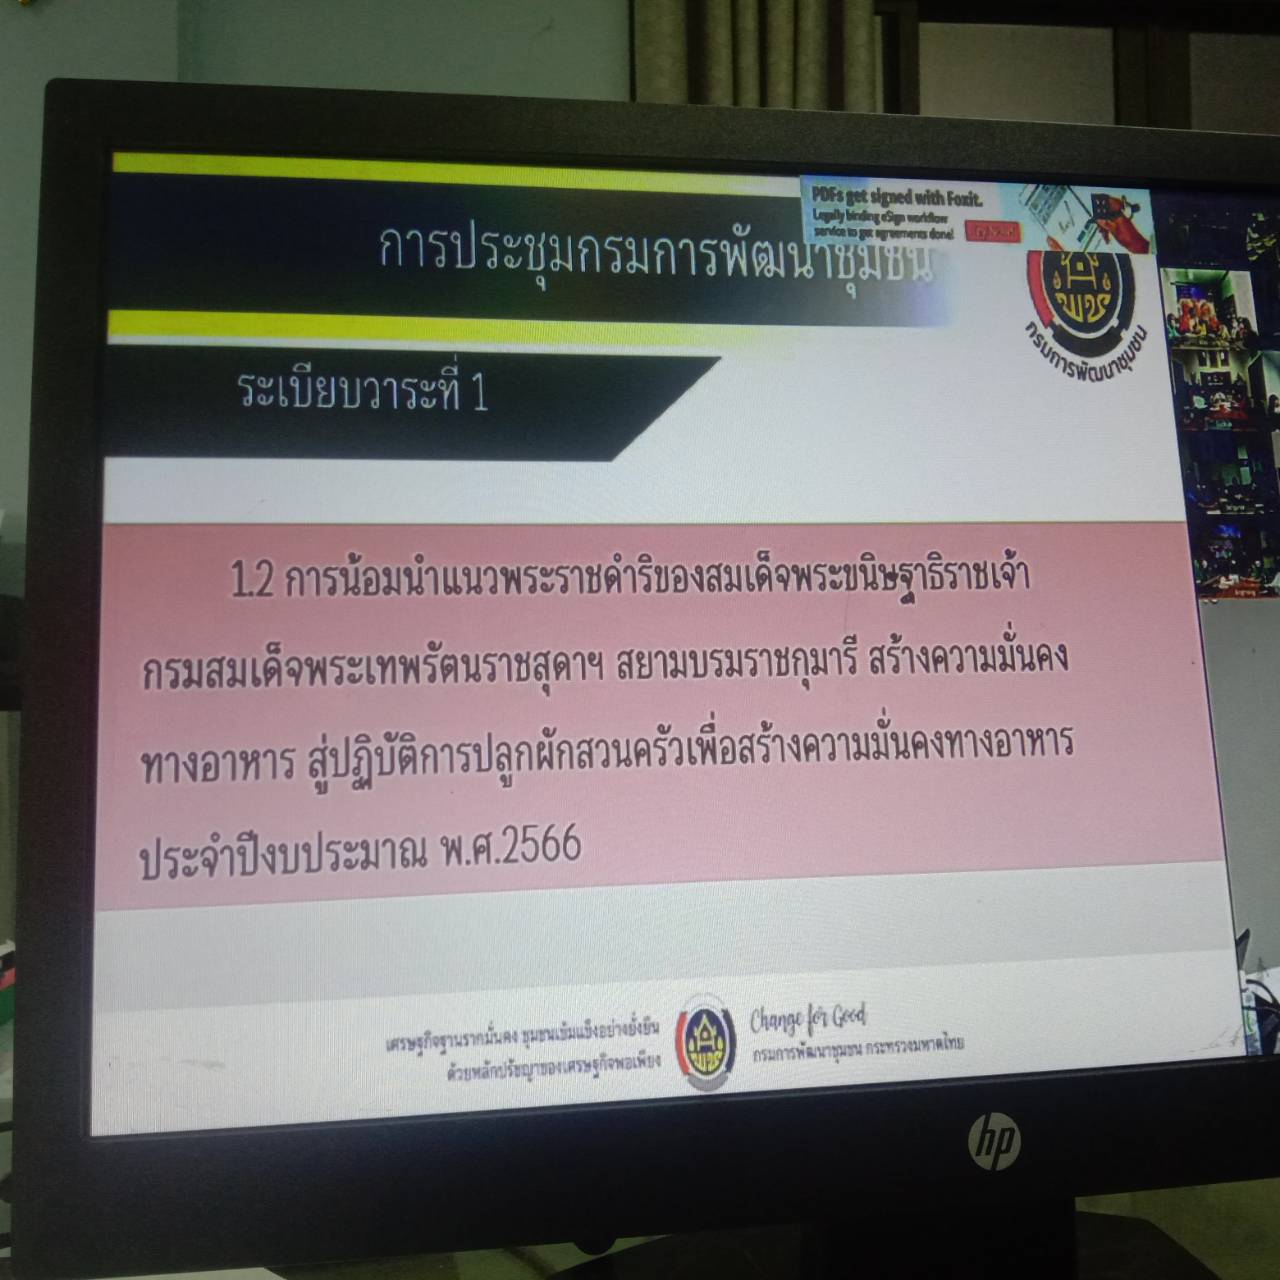 PDFs get signed with Foxit.
Legally binding eSign workflow
service to get agreements done!
การประชุมกรมการพัฒนาชุมชน
พช
กรมการพัฒนาชุมชน
ระเบียบวาระที่ 1
1.2 การน้อมนำแนวพระราชดำริของสมเด็จพระขนิษฐาธิราชเจ้า
กรมสมเด็จพระเทพรัตนราชสุดาฯ สยามบรมราชกุมารี สร้างความมั่นคง
ทางอาหาร สู่ปฏิบัติการปลูกผักสวนครัวเพื่อสร้างความมั่นคงทางอาหาร
ประจำปีงบประมาณ พ.ศ.2566
เศรษฐกิจฐานรากมั่นคง ชุมชนเข้มแข็งอย่างยั่งยืน
ด้วยหลักปรัชญาของเศรษฐกิจพอเพียง
พช
Change for Good
กรมการพัฒนาชุมชน กระทรวงมหาดไทย
hp